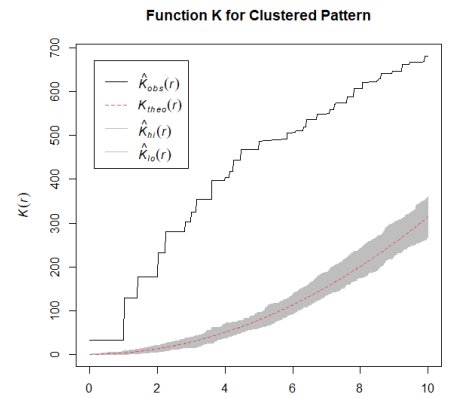 Function K for Clustered Pattern
K̂obs(r)
Ktheo(r)
K̂hi(r)
K̂lo(r)
K(r)
700
600
500
400
300
200
100
0
0 2 4 6 8 10